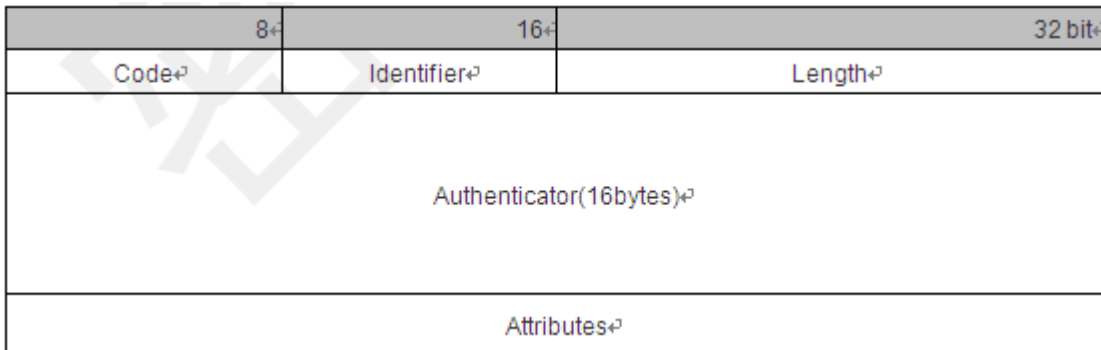 8 16 32 bit
Code Identifier Length
Authenticator(16bytes)
Attributes